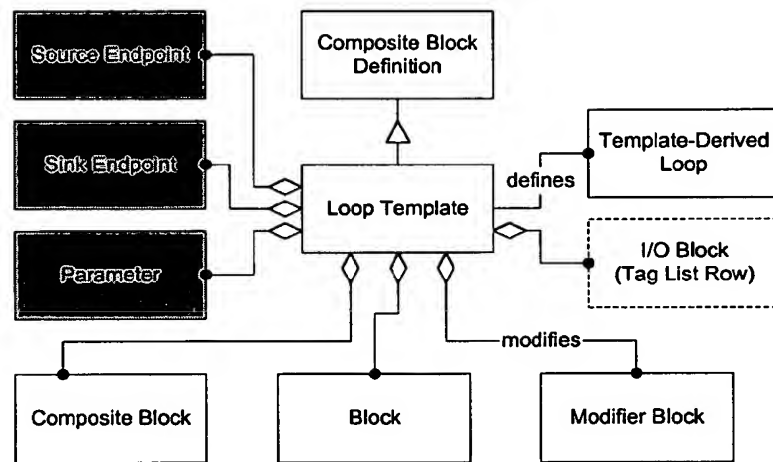 Source Endpoint
Composite Block
Definition
Sink Endpoint
Template-Derived
Loop
defines
Loop Template
Parameter
I/O Block
(Tag List Row)
modifies
Composite Block
Block
Modifier Block